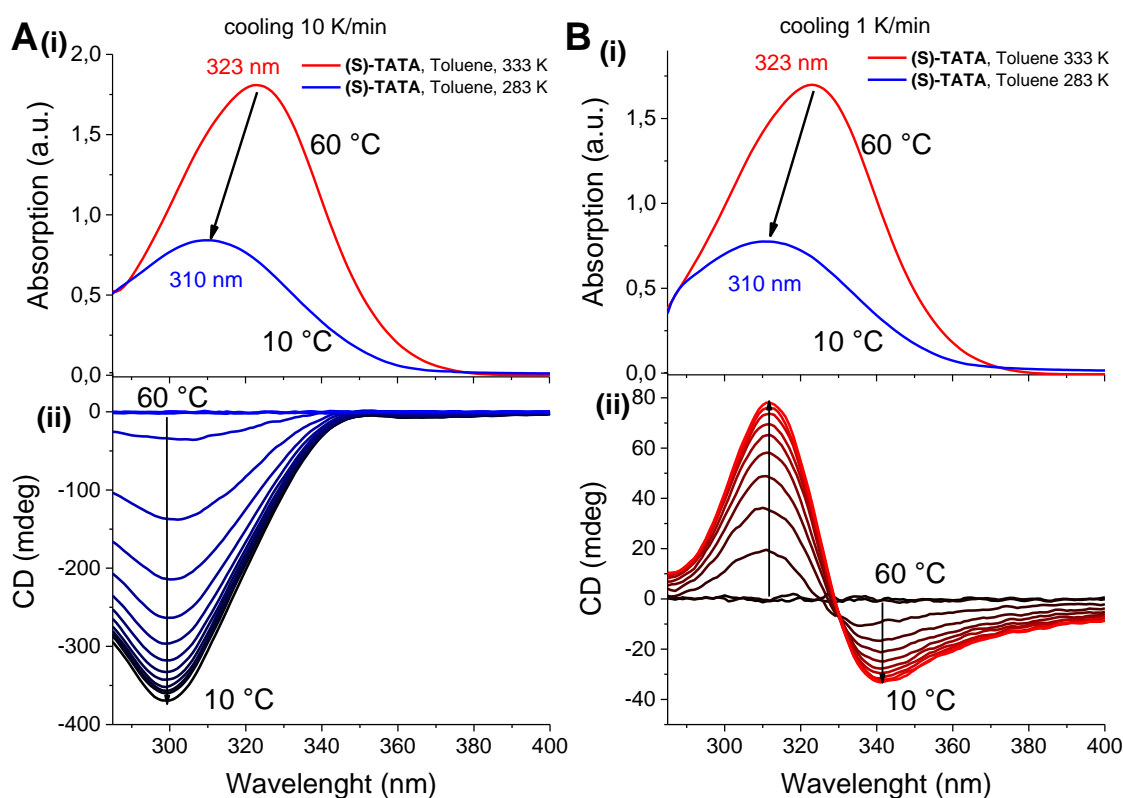 A (i)
cooling 10 K/min
2,0
1,5
1,0
0,5
0,0
Absorption (a.u.)
323 nm
(S)-TATA, Toluene, 333 K
(S)-TATA, Toluene, 283 K
60 °C
310 nm
10 °C
(ii)
0
-100
-200
-300
-400
CD (mdeg)
60 °C
10 °C
300
320
340
360
380
400
Wavelenght (nm)
B (i)
cooling 1 K/min
1,5
1,0
0,5
0,0
Absorption (a.u.)
323 nm
(S)-TATA, Toluene 333 K
(S)-TATA, Toluene 283 K
60 °C
310 nm
10 °C
(ii)
80
60
40
20
0
-20
-40
CD (mdeg)
60 °C
10 °C
300
320
340
360
380
400
Wavelenght (nm)